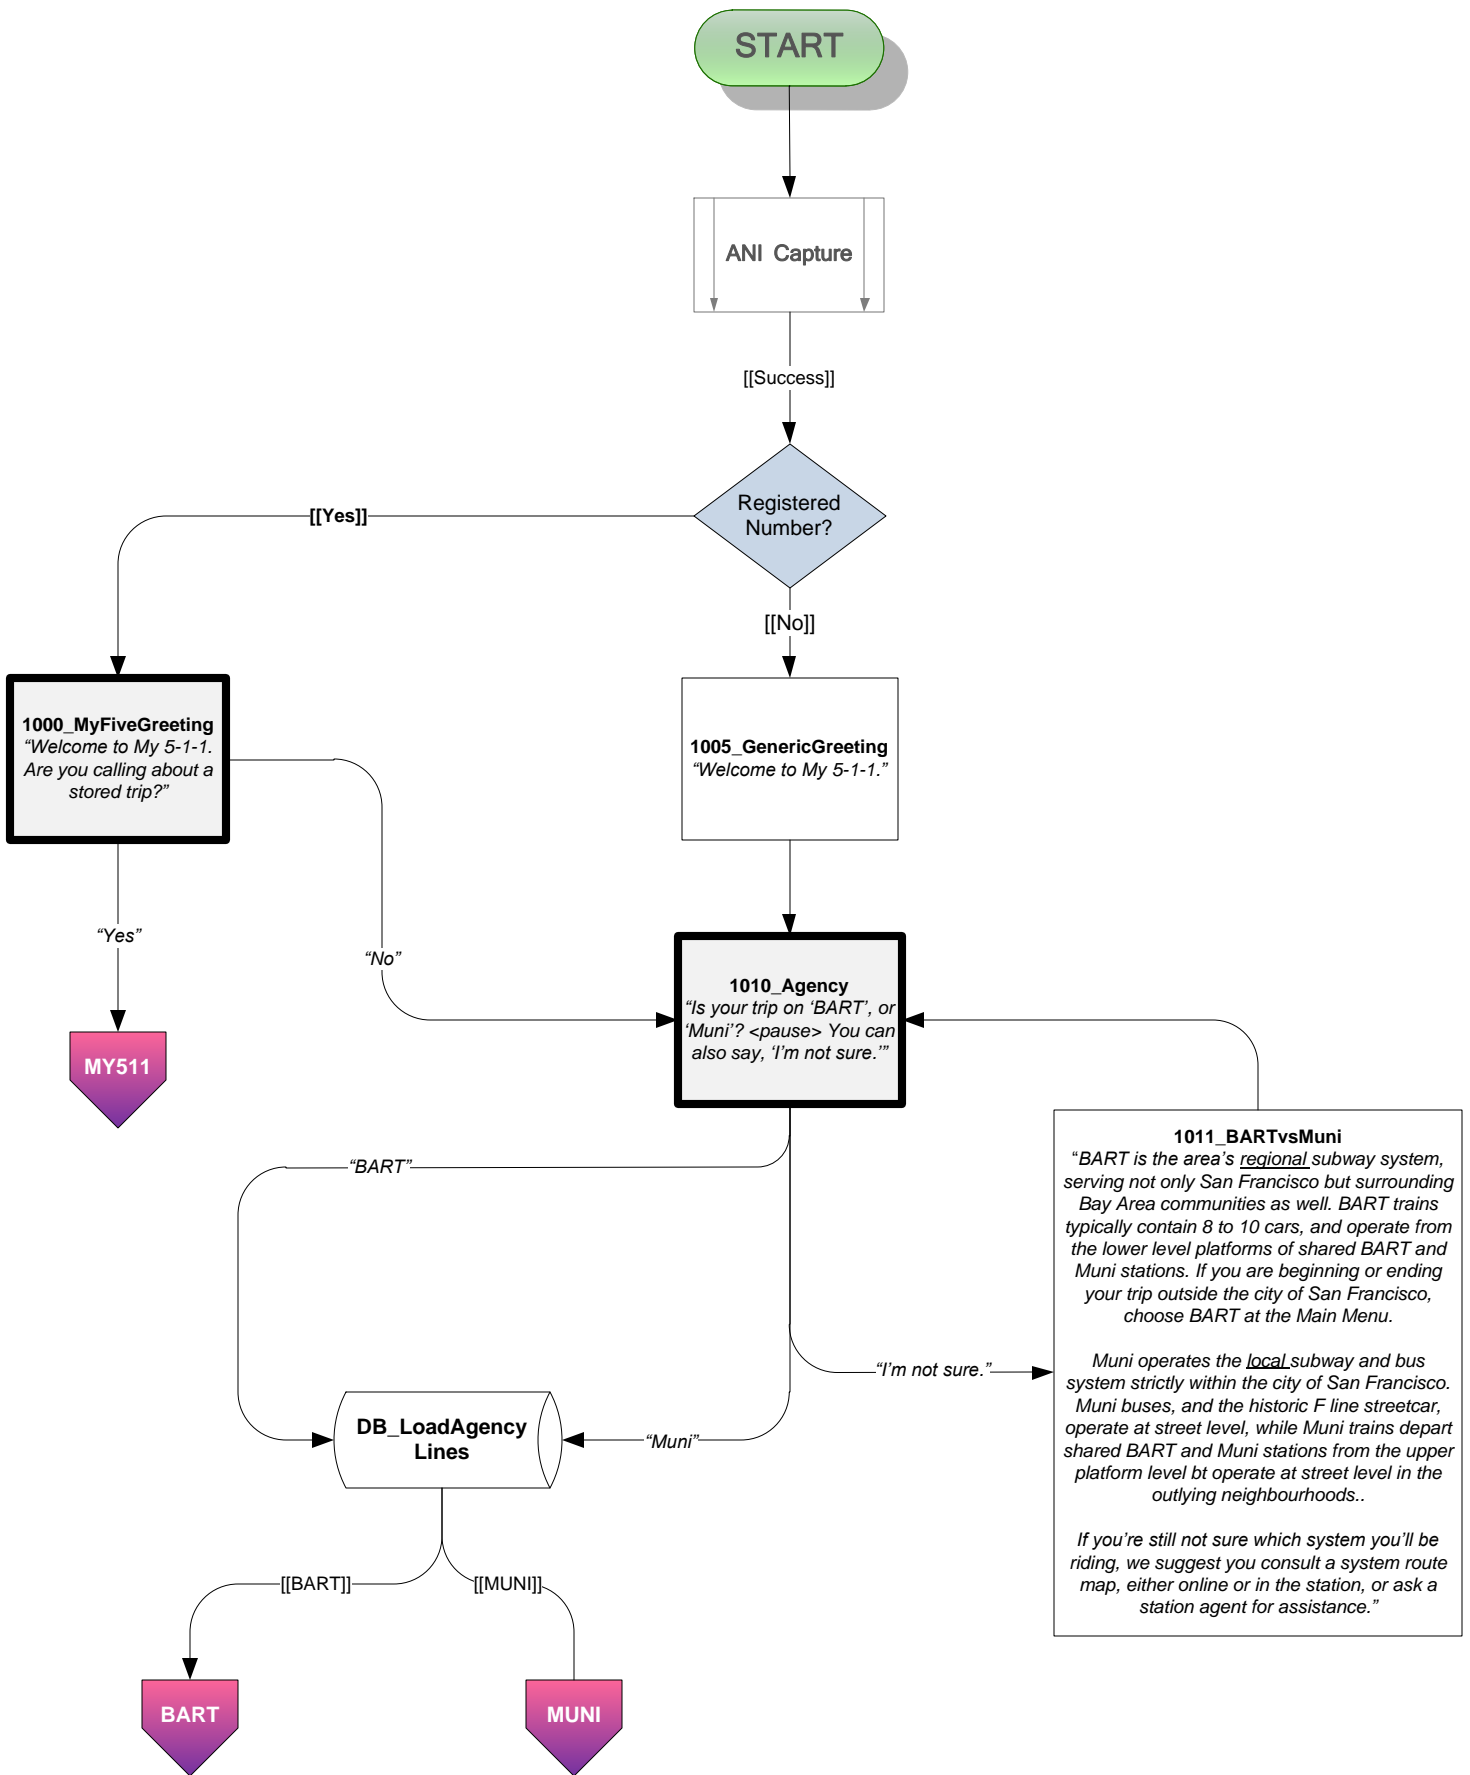 START
ANI Capture
[[Success]]
Registered
Number?
[[Yes]]
[[No]]
1000_MyFiveGreeting
“Welcome to My 5-1-1.
Are you calling about a
stored trip?”
1005_GenericGreeting
“Welcome to My 5-1-1.”
“Yes”
“No”
1010_Agency
“Is your trip on ‘BART’, or
‘Muni’? <pause> You can
also say, ‘I’m not sure.’”
MY511
“BART”
1011_BARTvsMuni
“BART is the area’s regional subway system,
serving not only San Francisco but surrounding
Bay Area communities as well. BART trains
typically contain 8 to 10 cars, and operate from
the lower level platforms of shared BART and
Muni stations. If you are beginning or ending
your trip outside the city of San Francisco,
choose BART at the Main Menu.
Muni operates the local subway and bus
system strictly within the city of San Francisco.
Muni buses, and the historic F line streetcar,
operate at street level, while Muni trains depart
shared BART and Muni stations from the upper
platform level bt operate at street level in the
outlying neighbourhoods..
If you’re still not sure which system you’ll be
riding, we suggest you consult a system route
map, either online or in the station, or ask a
station agent for assistance.”
“I’m not sure.”
DB_LoadAgency
Lines
“Muni”
[[BART]]
[[MUNI]]
BART
MUNI